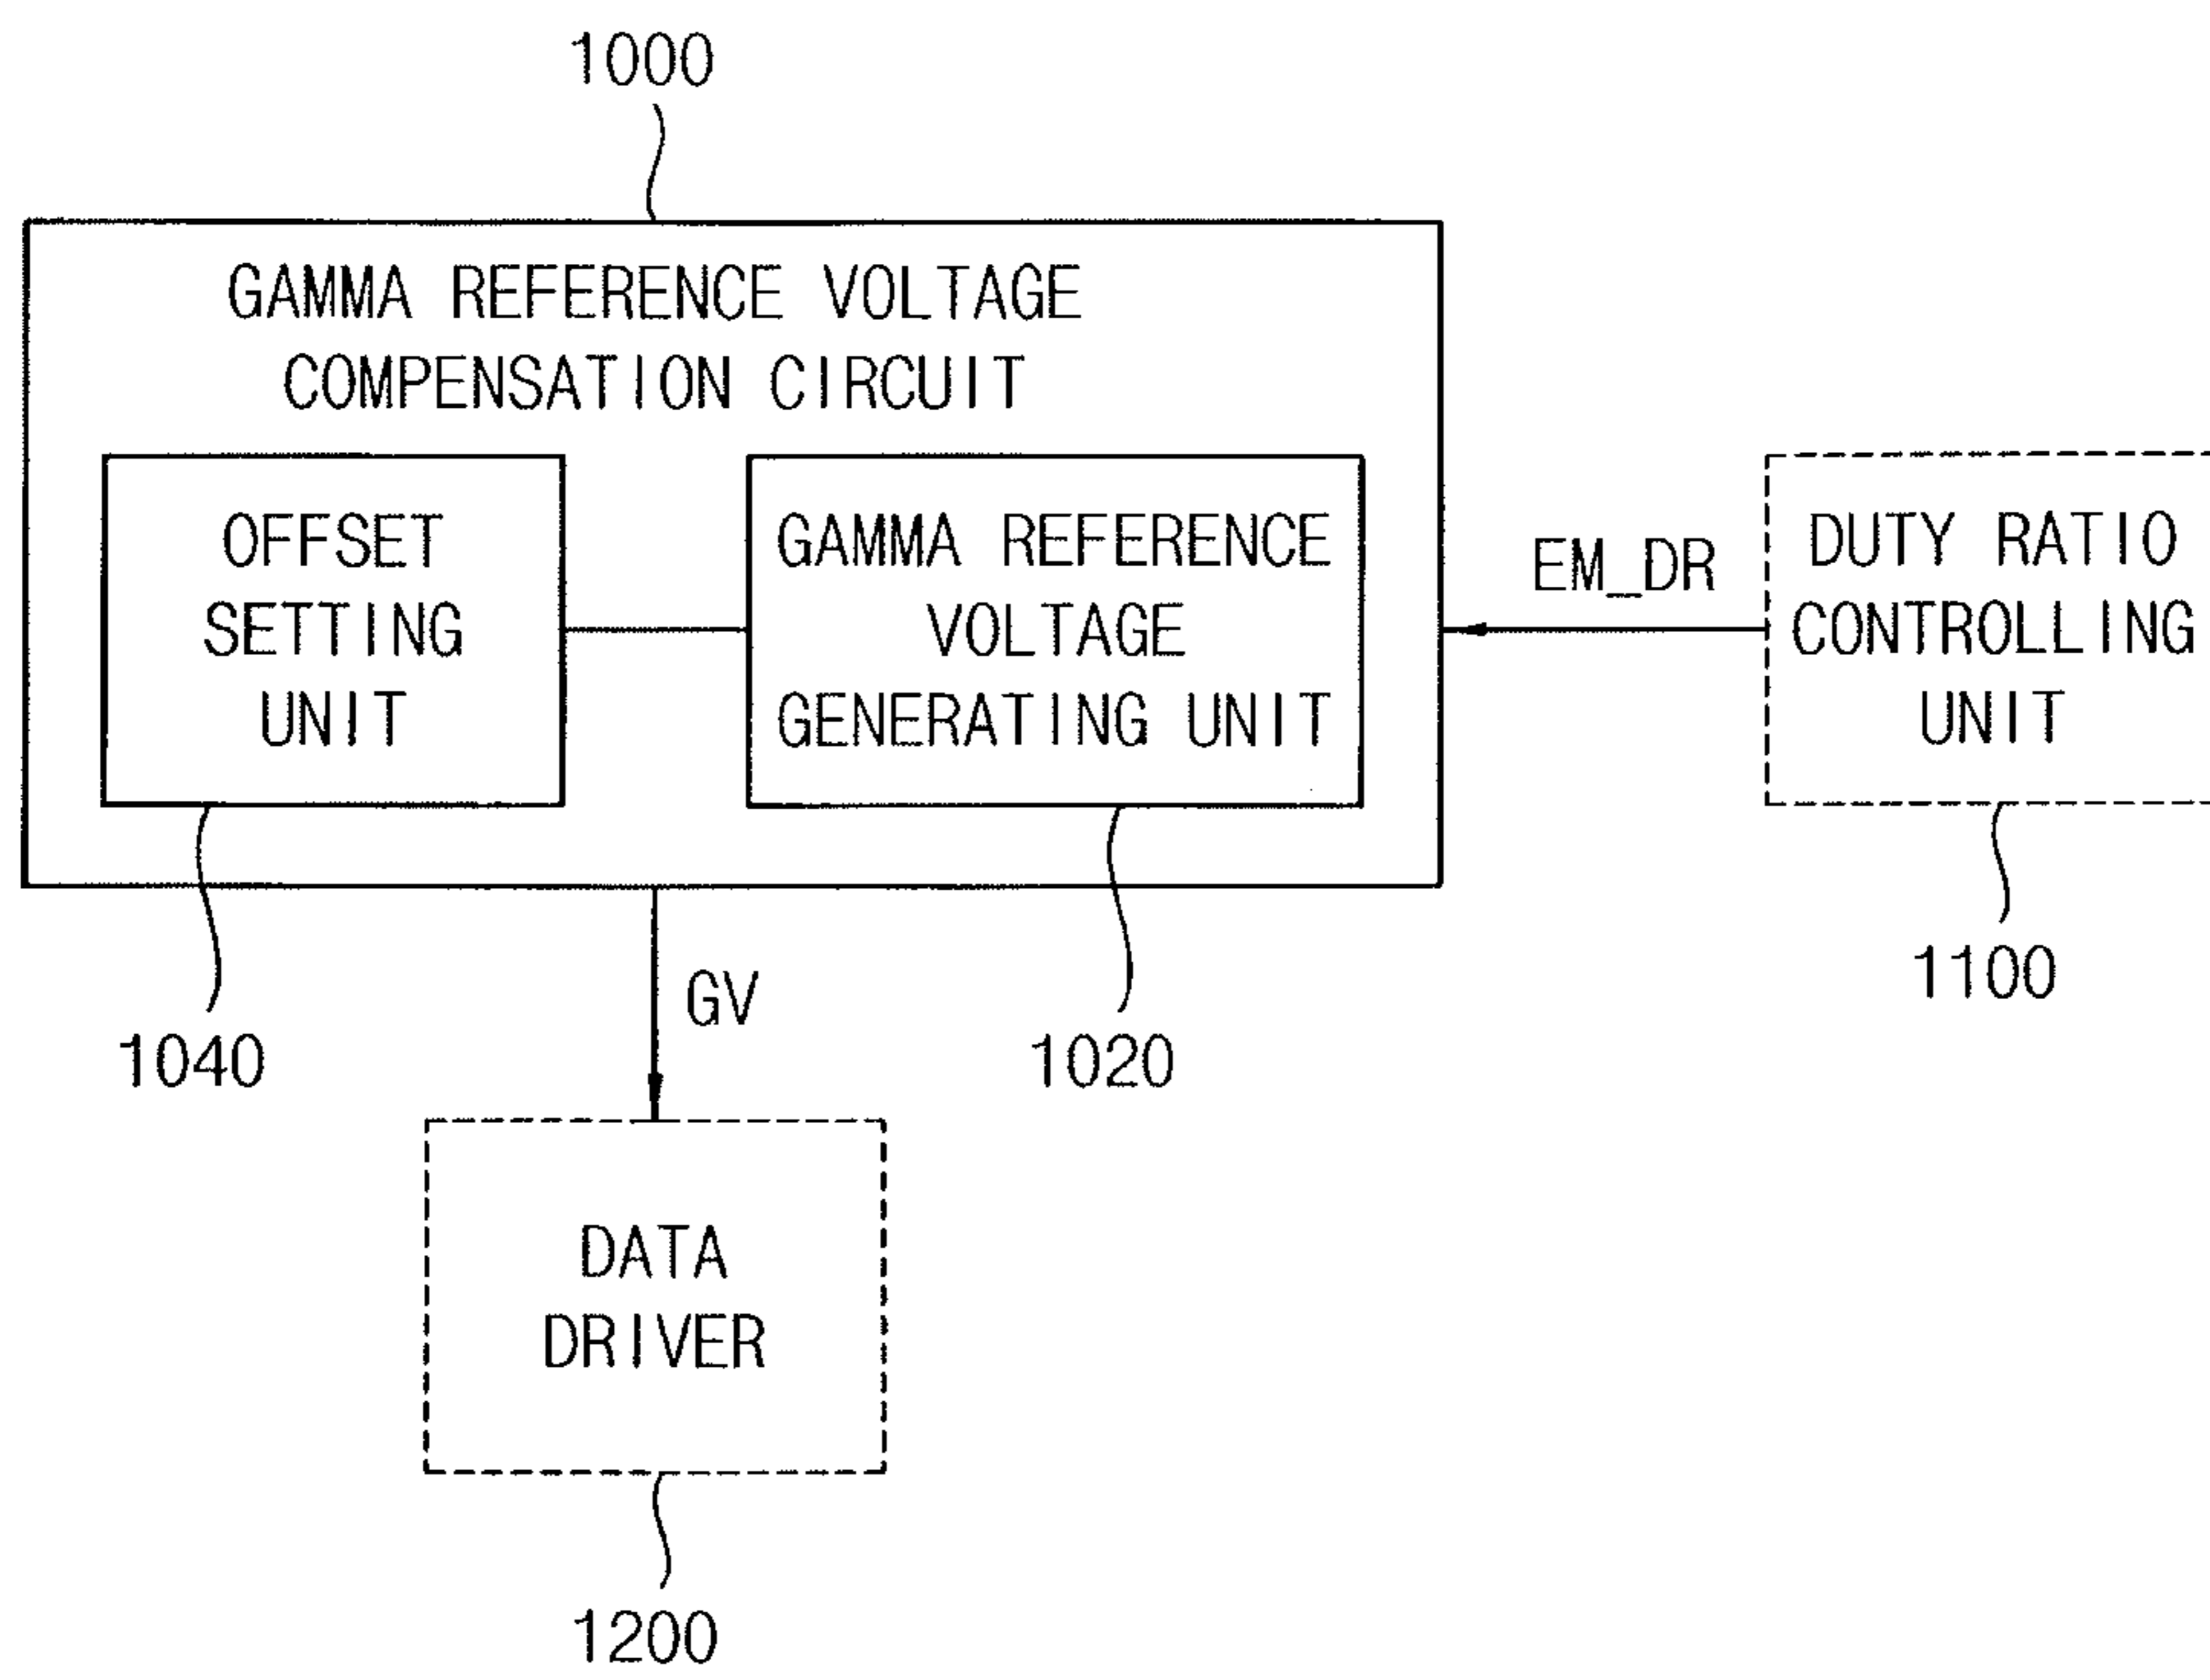 1000
GAMMA REFERENCE VOLTAGE
COMPENSATION CIRCUIT
OFFSET
SETTING
UNIT
GAMMA REFERENCE
VOLTAGE
GENERATING UNIT
EM_DR
DUTY RATIO
CONTROLLING
UNIT
1100
GV
1040
1020
DATA
DRIVER
1200